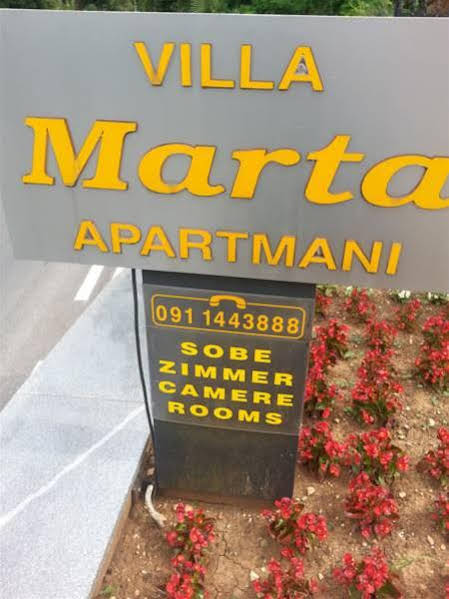 VILLA
Marta
APARTMANI
091 1443888
SOBE
ZIMMER
CAMERE
ROOMS